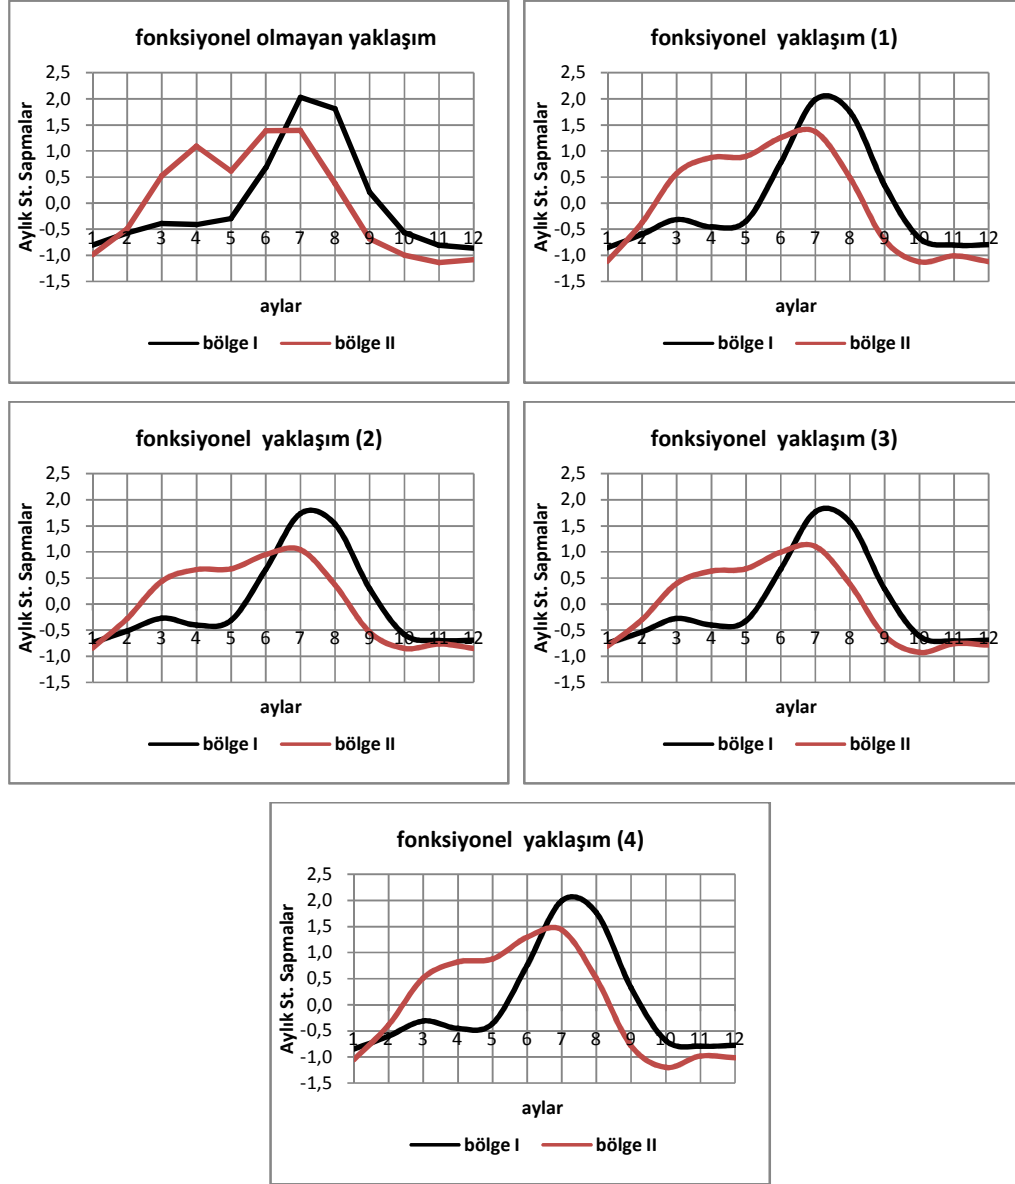 fonksiyonel olmayan yaklaşım
2,5
2,0
1,5
1,0
0,5
0,0
-0,5
-1,0
-1,5
1 2 3 4 5 6 7 8 9 10 11 12
Aylık St. Sapmalar
aylar
bölge I bölge II
fonksiyonel yaklaşım (1)
2,5
2,0
1,5
1,0
0,5
0,0
-0,5
-1,0
-1,5
1 2 3 4 5 6 7 8 9 10 11 12
Aylık St. Sapmalar
aylar
bölge I bölge II
fonksiyonel yaklaşım (2)
2,5
2,0
1,5
1,0
0,5
0,0
-0,5
-1,0
-1,5
1 2 3 4 5 6 7 8 9 10 11 12
Aylık St. Sapmalar
aylar
bölge I bölge II
fonksiyonel yaklaşım (3)
2,5
2,0
1,5
1,0
0,5
0,0
-0,5
-1,0
-1,5
1 2 3 4 5 6 7 8 9 10 11 12
Aylık St. Sapmalar
aylar
bölge I bölge II
fonksiyonel yaklaşım (4)
2,5
2,0
1,5
1,0
0,5
0,0
-0,5
-1,0
-1,5
1 2 3 4 5 6 7 8 9 10 11 12
Aylık St. Sapmalar
aylar
bölge I bölge II